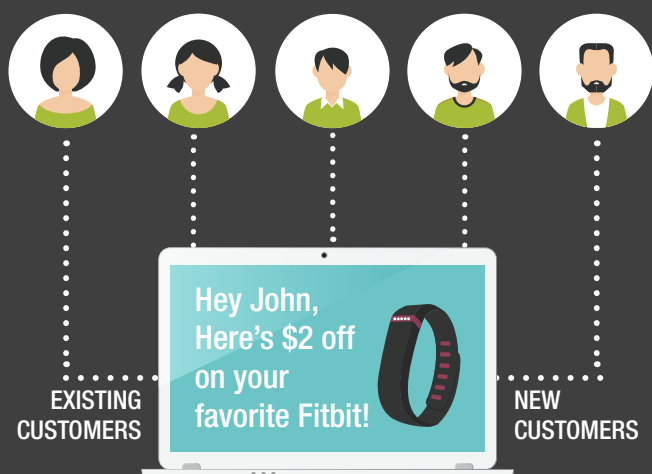 Hey John,
Here's $2 off
on your
favorite Fitbit!
EXISTING
CUSTOMERS
NEW
CUSTOMERS